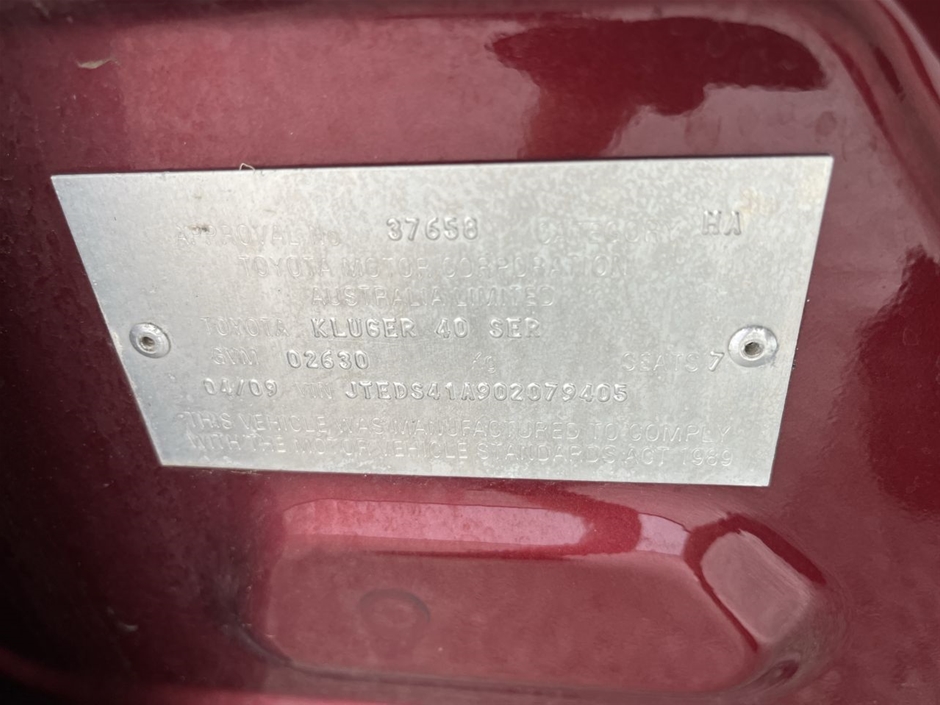 APPROVAL NO 37658 CATEGORY MA
TOYOTA MOTOR CORPORATION
AUSTRALIA LIMITED
TOYOTA KLUGER 40 SER
02630 kg SEATS 7
04/09 VIN JTEDS41A902079405
THIS VEHICLE WAS MANUFACTURED TO COMPLY
WITH THE MOTOR VEHICLE STANDARDS ACT 1989